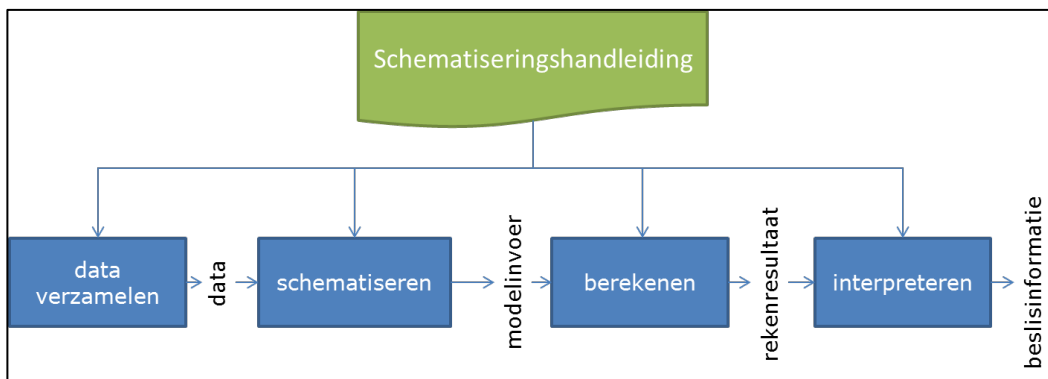 Schematiseringshandleiding
data
verzamelen
data
schematiseren
modelinvoer
berekenen
rekenresultaat
interpreteren
beslisinformatie